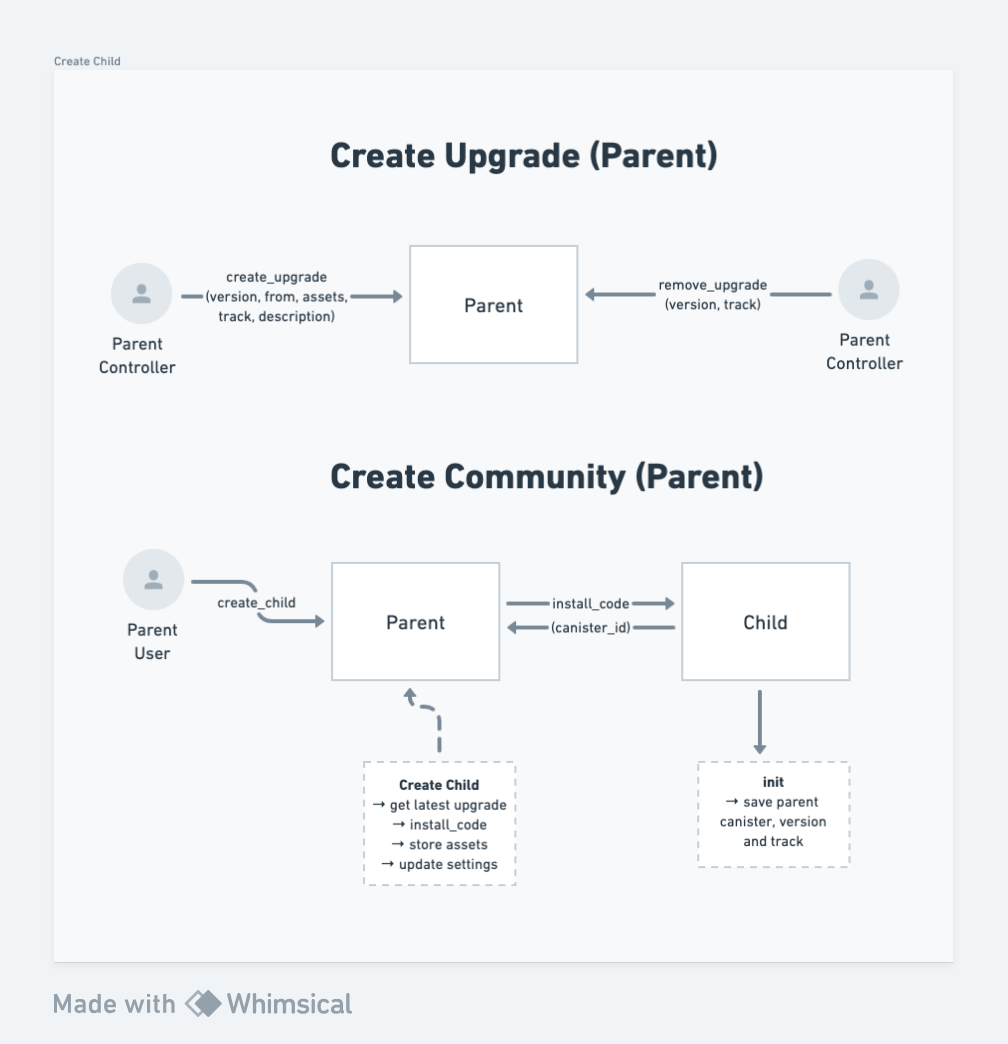 Create Child
Create Upgrade (Parent)
create_upgrade
(version, from, assets,
track, description)
Parent
Controller
Parent
remove_upgrade
(version, track)
Parent
Controller
Create Community (Parent)
create_child
Parent
User
Parent
install_code
(canister_id)
Child
Create Child
→ get latest upgrade
→ install_code
→ store assets
→ update settings
init
→ save parent
canister, version
and track
Made with Whimsical